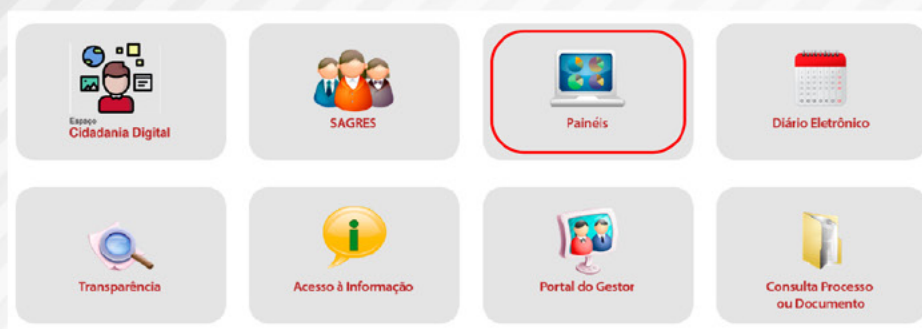 Espaço
Cidadania Digital
SAGRES
Painéis
Diário Eletrônico
Transparência
Acesso à Informação
Portal do Gestor
Consulta Processo
ou Documento